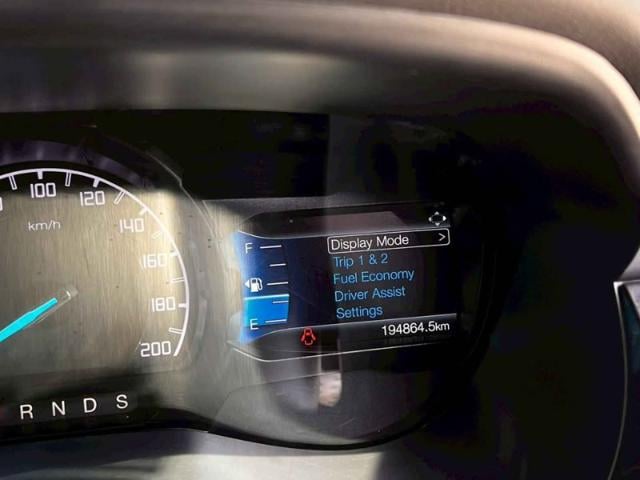 100
120
km/h
140
160
180
200
R N D S
F
E
Display Mode >
Trip 1 & 2
Fuel Economy
Driver Assist
Settings
194864.5km